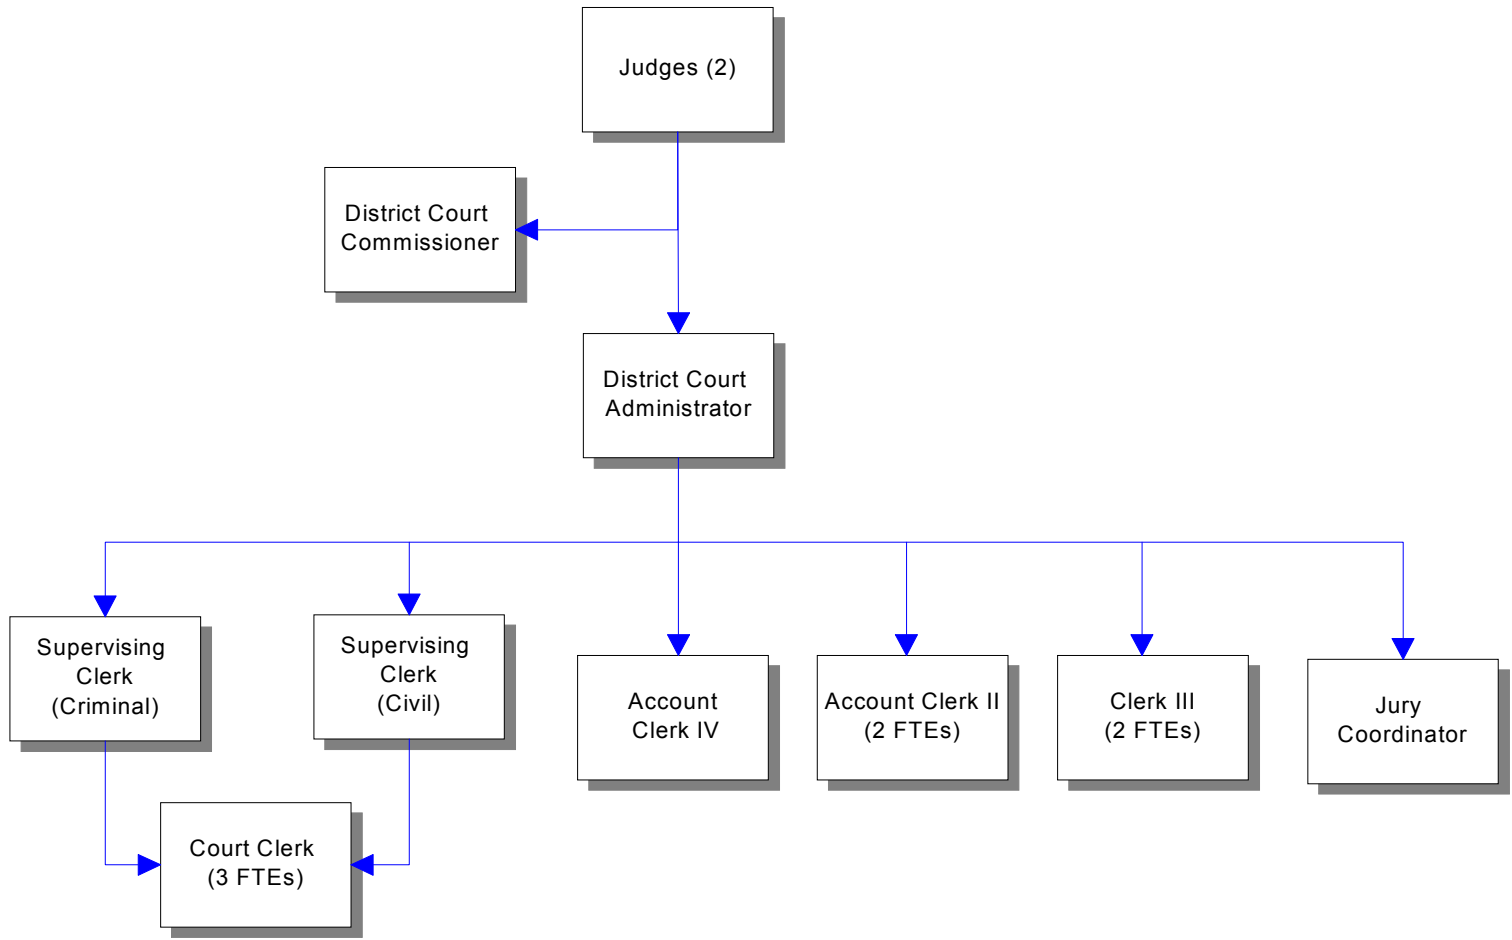 Judges (2)
District Court
Commissioner
District Court
Administrator
Supervising
Clerk
(Criminal)
Supervising
Clerk
(Civil)
Account
Clerk IV
Account Clerk II
(2 FTEs)
Clerk III
(2 FTEs)
Jury
Coordinator
Court Clerk
(3 FTEs)